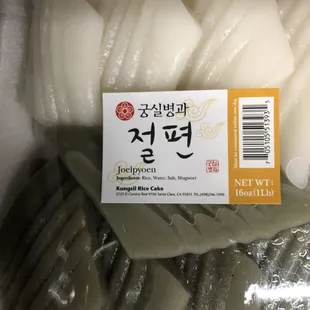 궁실병과
절편
Joelpyoen
Ingredients: Rice, Water, Salt, Mugwort
Kungsil Rice Cake
NET WT:
16oz(1Lb)